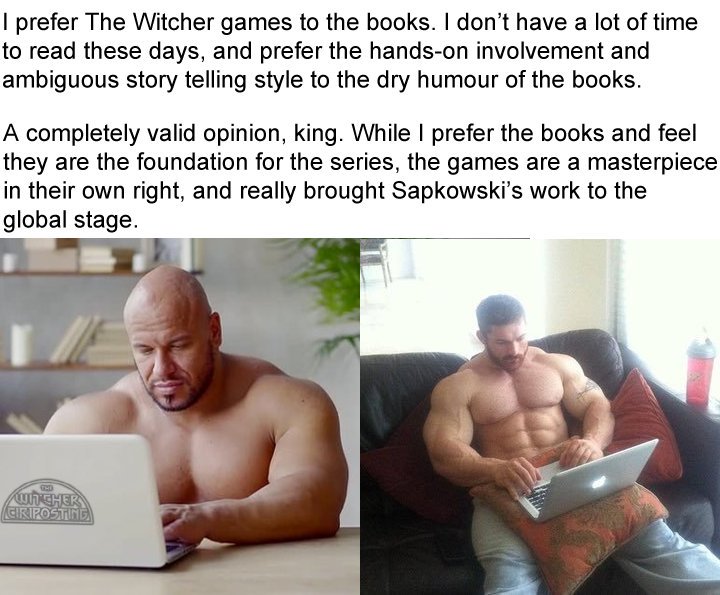 I prefer The Witcher games to the books. I don’t have a lot of time
to read these days, and prefer the hands-on involvement and
ambiguous story telling style to the dry humour of the books.
A completely valid opinion, king. While I prefer the books and feel
they are the foundation for the series, the games are a masterpiece
in their own right, and really brought Sapkowski’s work to the
global stage.
THE
WITCHER
CIRIPOSTING